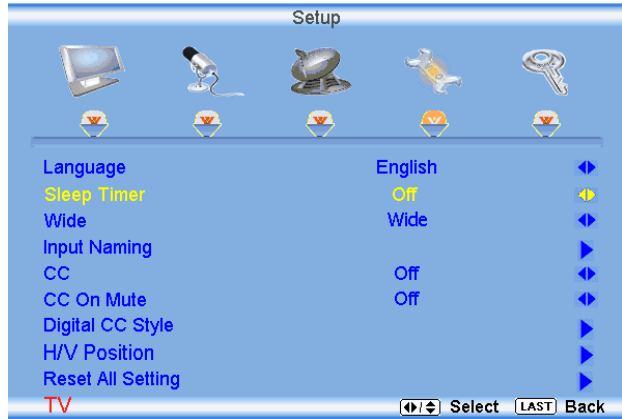 Setup
Language English
Sleep Timer Off
Wide Wide
Input Naming
CC Off
CC On Mute Off
Digital CC Style
H/V Position
Reset All Setting
TV Select LAST Back